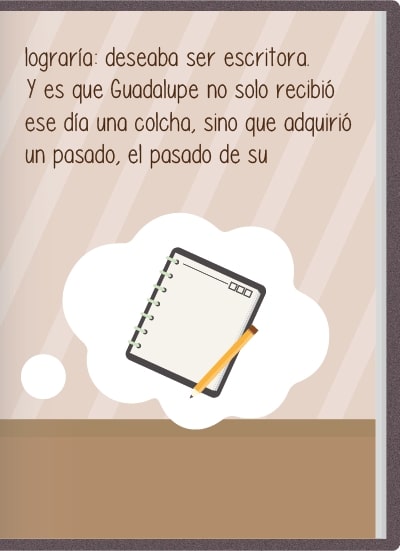 lograría: deseaba ser escritora.
Y es que Guadalupe no solo recibió
ese día una colcha, sino que adquirió
un pasado, el pasado de su